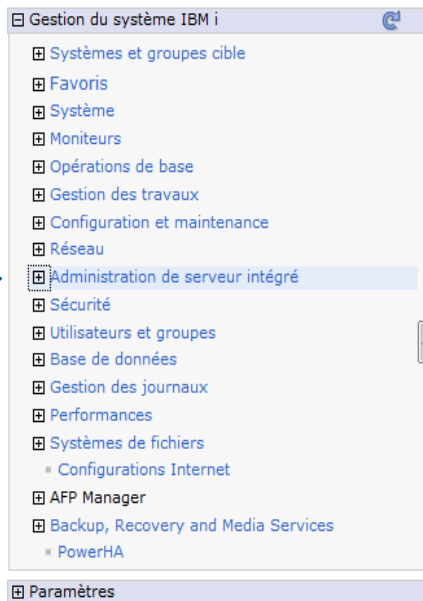 Gestion du système IBM i
Systèmes et groupes cible
Favoris
Système
Moniteurs
Opérations de base
Gestion des travaux
Configuration et maintenance
Réseau
Administration de serveur intégré
Sécurité
Utilisateurs et groupes
Base de données
Gestion des journaux
Performances
Systèmes de fichiers
Configurations Internet
AFP Manager
Backup, Recovery and Media Services
PowerHA
Paramètres